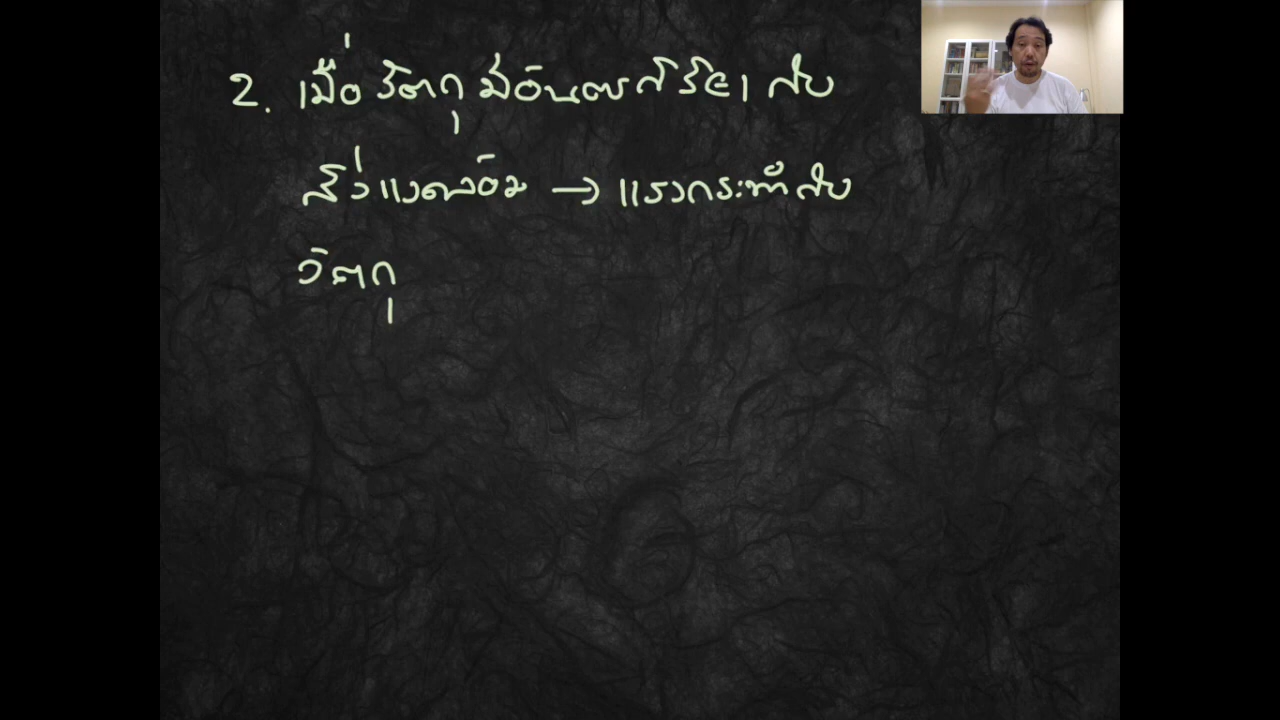 2. เมื่อ วัตถุ มีอันตรกิริยา กับ
สิ่งแวดล้อม → แรงกระทำกับ
วัตถุ